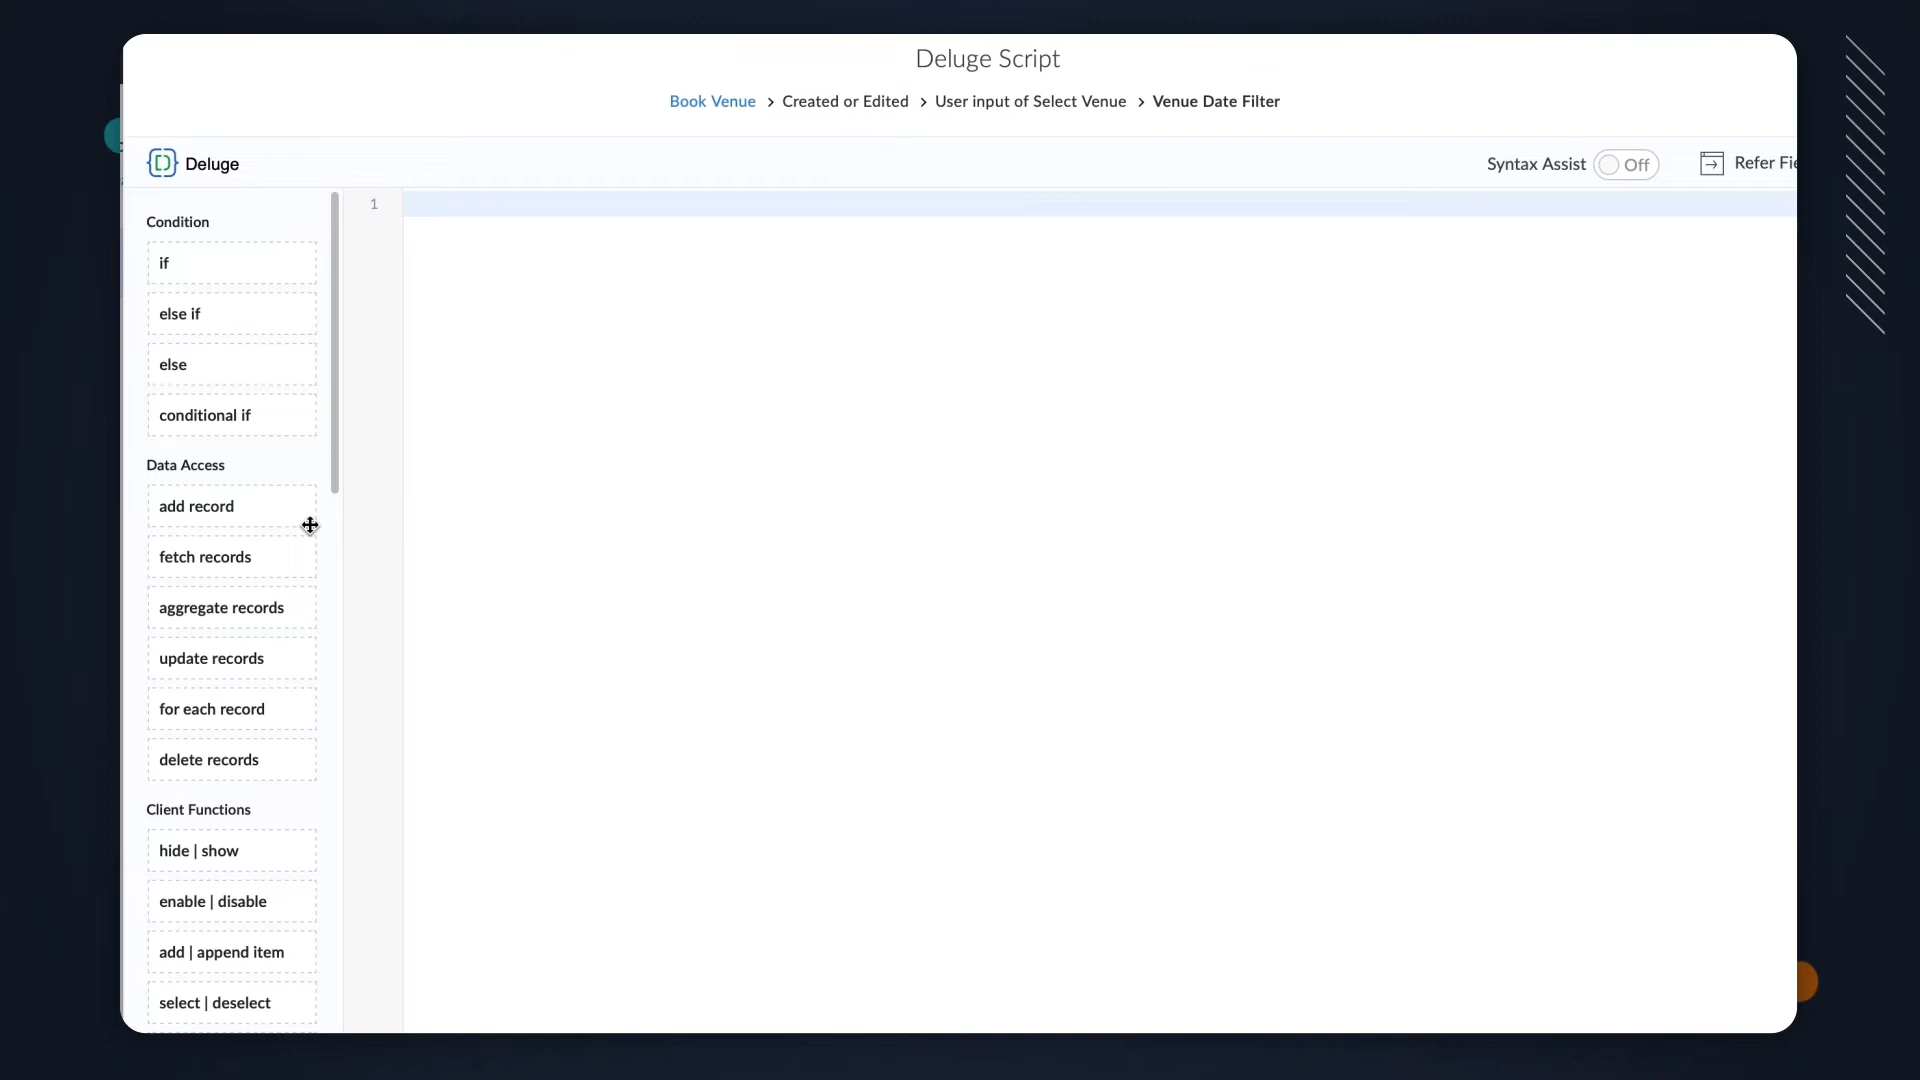 Deluge Script
Book Venue > Created or Edited > User input of Select Venue > Venue Date Filter
Deluge
Syntax Assist Off
Refer Fie
Condition
if
else if
else
conditional if
Data Access
add record
fetch records
aggregate records
update records
for each record
delete records
Client Functions
hide | show
enable | disable
add | append item
select | deselect
1